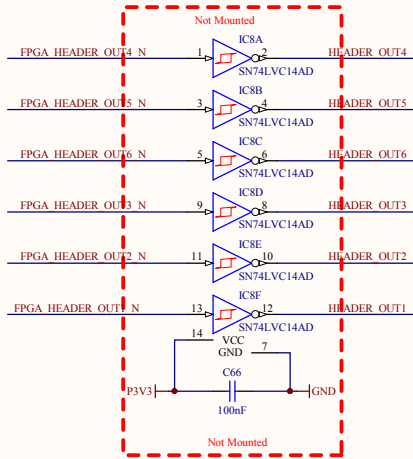 Not Mounted
IC8A
FPGA_HEADER_OUT4_N 1 2 HEADER_OUT4
SN74LVC14AD
IC8B
FPGA_HEADER_OUT5_N 3 4 HEADER_OUT5
SN74LVC14AD
IC8C
FPGA_HEADER_OUT6_N 5 6 HEADER_OUT6
SN74LVC14AD
IC8D
FPGA_HEADER_OUT3_N 9 8 HEADER_OUT3
SN74LVC14AD
IC8E
FPGA_HEADER_OUT2_N 11 10 HEADER_OUT2
SN74LVC14AD
IC8F
FPGA_HEADER_OUT1_N 13 12 HEADER_OUT1
SN74LVC14AD
14 VCC
GND 7
C66
P3V3 GND
100nF
Not Mounted